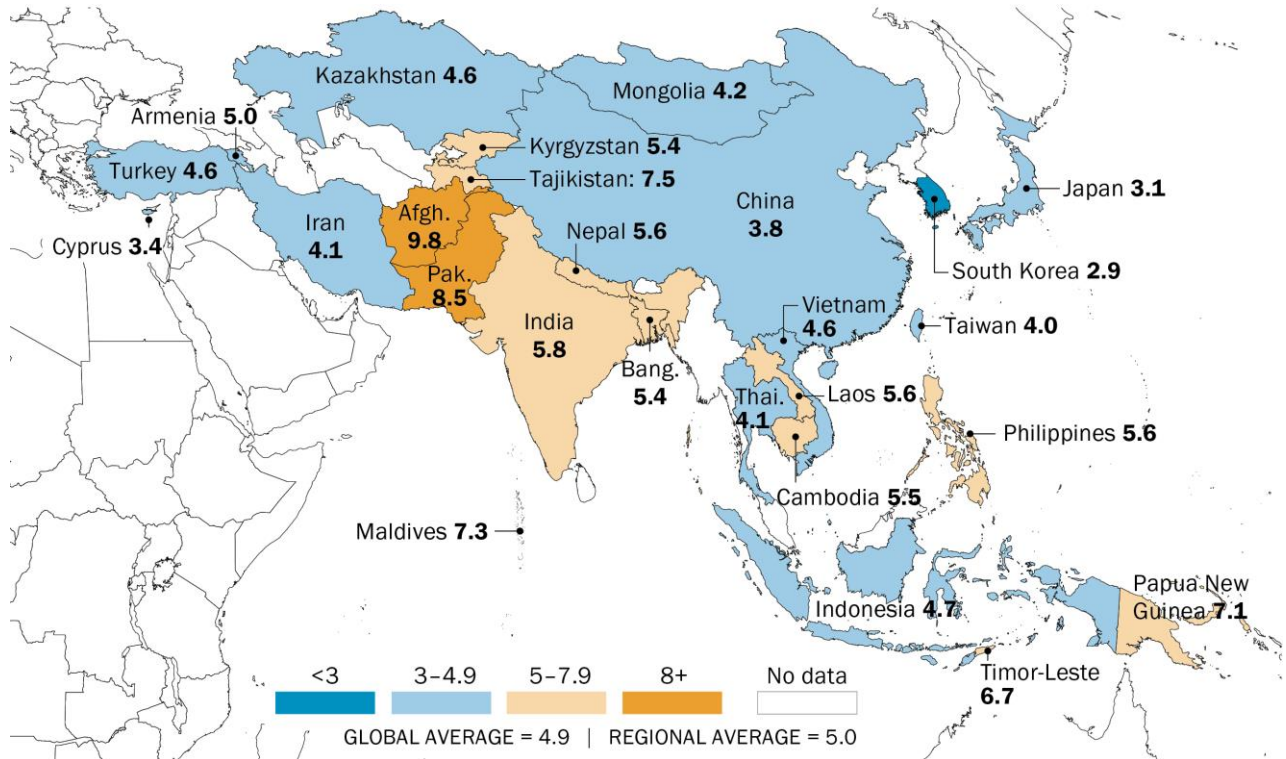 Kazakhstan 4.6
Mongolia 4.2
Armenia 5.0
Kyrgyzstan 5.4
Turkey 4.6
Tajikistan: 7.5
Japan 3.1
Iran
4.1
Afgh.
9.8
China
3.8
Nepal 5.6
Cyprus 3.4
South Korea 2.9
Pak.
8.5
Vietnam
4.6
India
5.8
Taiwan 4.0
Bang.
5.4
Thai.
4.1
Laos 5.6
Philippines 5.6
Cambodia 5.5
Maldives 7.3
Papua New
Guinea 7.1
Indonesia 4.7
Timor-Leste
6.7
<3
3–4.9
5–7.9
8+
No data
GLOBAL AVERAGE = 4.9 | REGIONAL AVERAGE = 5.0